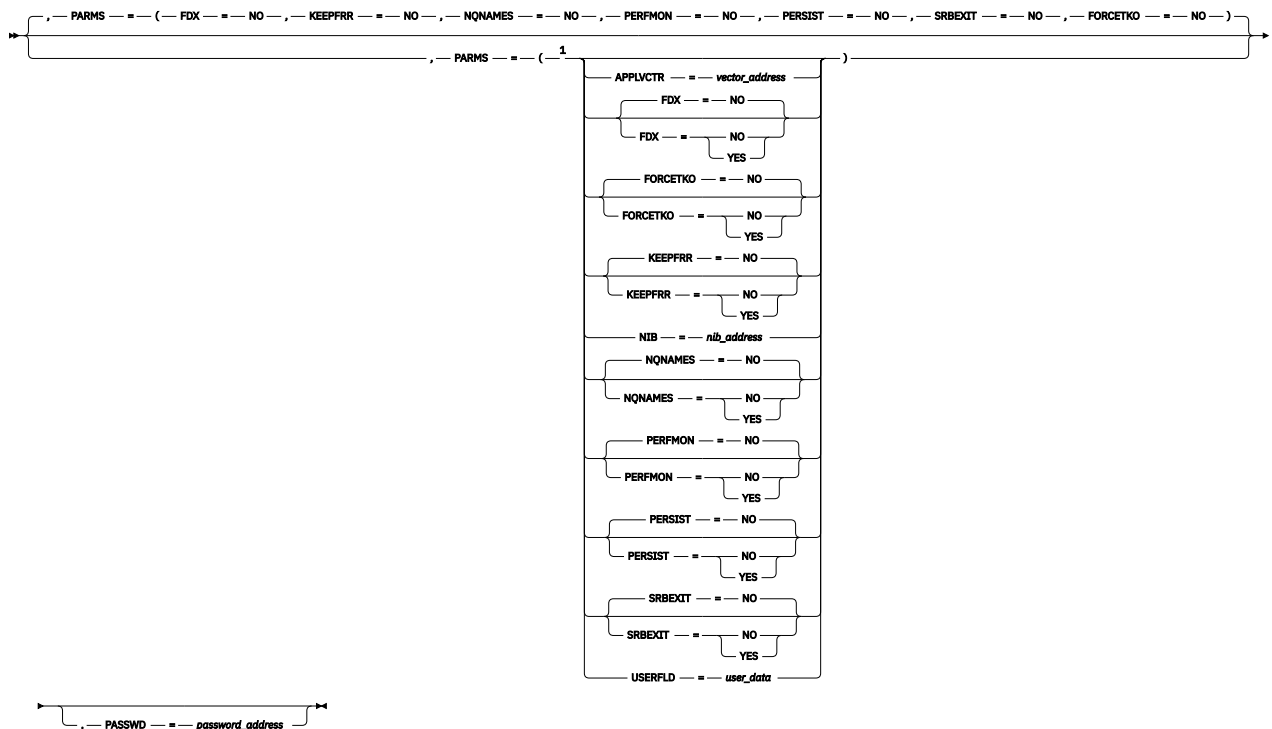 , PARMS = ( FDX = NO , KEEPFRR = NO , NQNAMES = NO , PERFMON = NO , PERSIST = NO , SRBEXIT = NO , FORCETKO = NO )
, PARMS = ( 1 )
APPLVCTR = vector_address
FDX = NO
FDX = NO
YES
FORCETKO = NO
FORCETKO = NO
YES
KEEPFRR = NO
KEEPFRR = NO
YES
NIB = nib_address
NQNAMES = NO
NQNAMES = NO
YES
PERFMON = NO
PERFMON = NO
YES
PERSIST = NO
PERSIST = NO
YES
SRBEXIT = NO
SRBEXIT = NO
YES
USERFLD = user_data
, PASSWD = password_address